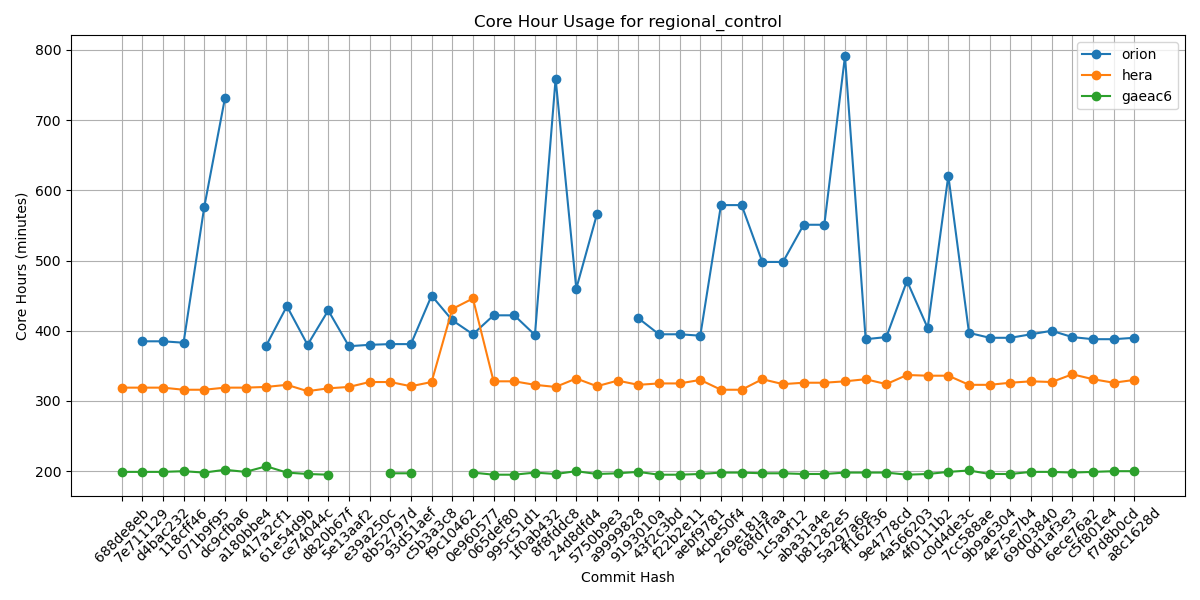 Core Hour Usage for regional_control
orion
hera
gaeac6
Core Hours (minutes)
800
700
600
500
400
300
200
688de8eb
7e711129
d4bac232
118cff46
071b9f95
dc9cfba6
a180bbe4
417a2cf1
61e54d9b
ce74044c
d820b67f
5e13aaf2
e39a250c
8b52797d
93d51aef
c5b3a3c8
f9c10462
0e960577
065def80
995c51d1
1f0ab432
8f8fddc8
24d8dfd4
5750b9e3
a9999828
9193010a
43f2c3bd
f22b2e11
aebf9781
4cbe50f4
269e181a
68fd7faa
1c5a9f12
aba31a4e
b81282e5
5a297a6e
ff162f36
9e4778cd
4a566203
4f011b2
c0d4de3c
7cc588ae
9b9a6304
4e75e7b4
69d03840
0d1af3e3
6ece76a2
c5f801e4
f7d8b0cd
a8c1628d
Commit Hash